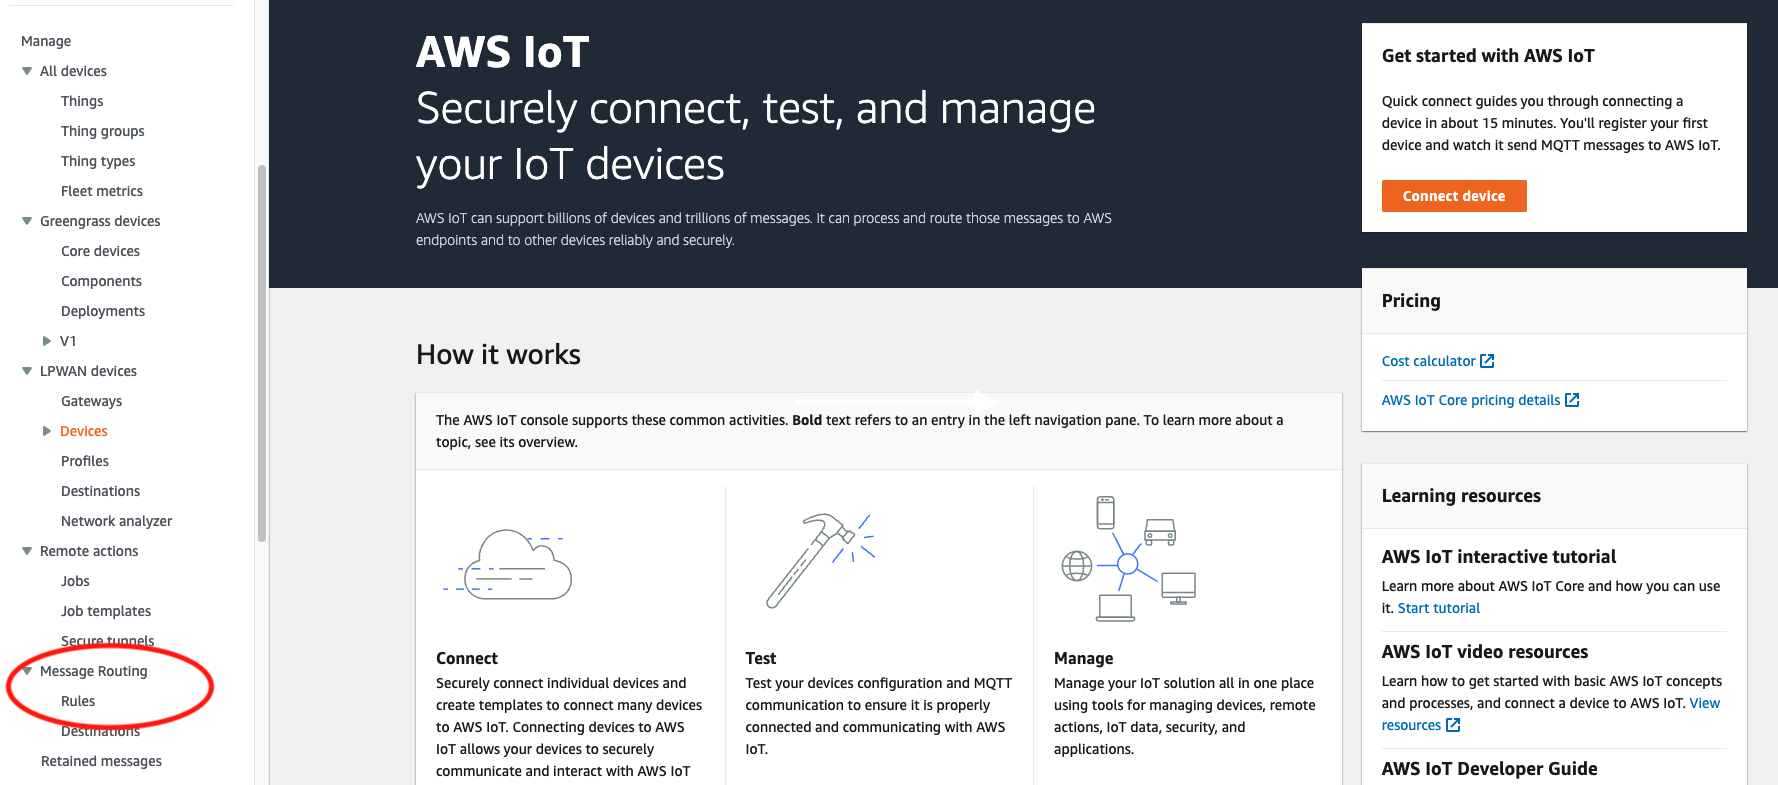 Manage
All devices
Things
Thing groups
Thing types
Fleet metrics
Greengrass devices
Core devices
Components
Deployments
V1
LPWAN devices
Gateways
Devices
Profiles
Destinations
Network analyzer
Remote actions
Jobs
Job templates
Secure tunnels
Message Routing
Rules
Destinations
Retained messages
AWS IoT
Securely connect, test, and manage
your IoT devices
AWS IoT can support billions of devices and trillions of messages. It can process and route those messages to AWS
endpoints and to other devices reliably and securely.
How it works
The AWS IoT console supports these common activities. Bold text refers to an entry in the left navigation pane. To learn more about a
topic, see its overview.
Connect
Securely connect individual devices and
create templates to connect many devices
to AWS IoT. Connecting devices to AWS
IoT allows your devices to securely
communicate and interact with AWS IoT
Test
Test your devices configuration and MQTT
communication to ensure it is properly
connected and communicating with AWS
IoT.
Manage
Manage your IoT solution all in one place
using tools for managing devices, remote
actions, IoT data, security, and
applications.
Get started with AWS IoT
Quick connect guides you through connecting a
device in about 15 minutes. You'll register your first
device and watch it send MQTT messages to AWS IoT.
Connect device
Pricing
Cost calculator
AWS IoT Core pricing details
Learning resources
AWS IoT interactive tutorial
Learn more about AWS IoT Core and how you can use
it. Start tutorial
AWS IoT video resources
Learn how to get started with basic AWS IoT concepts
and processes, and connect a device to AWS IoT. View
resources
AWS IoT Developer Guide